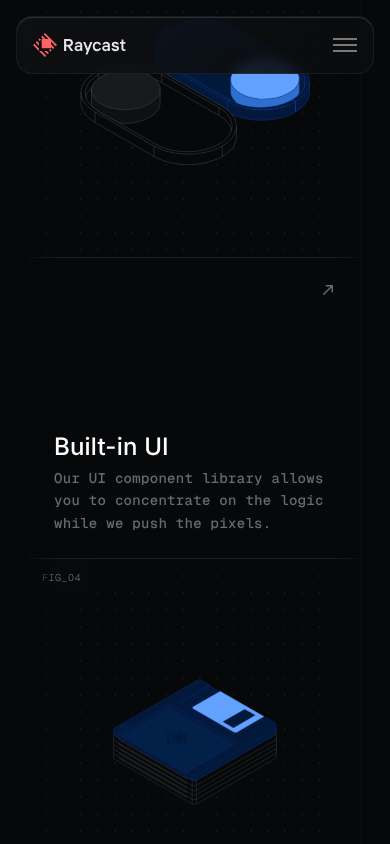 Raycast
Built-in UI
Our UI component library allows
you to concentrate on the logic
while we push the pixels.
FIG_04